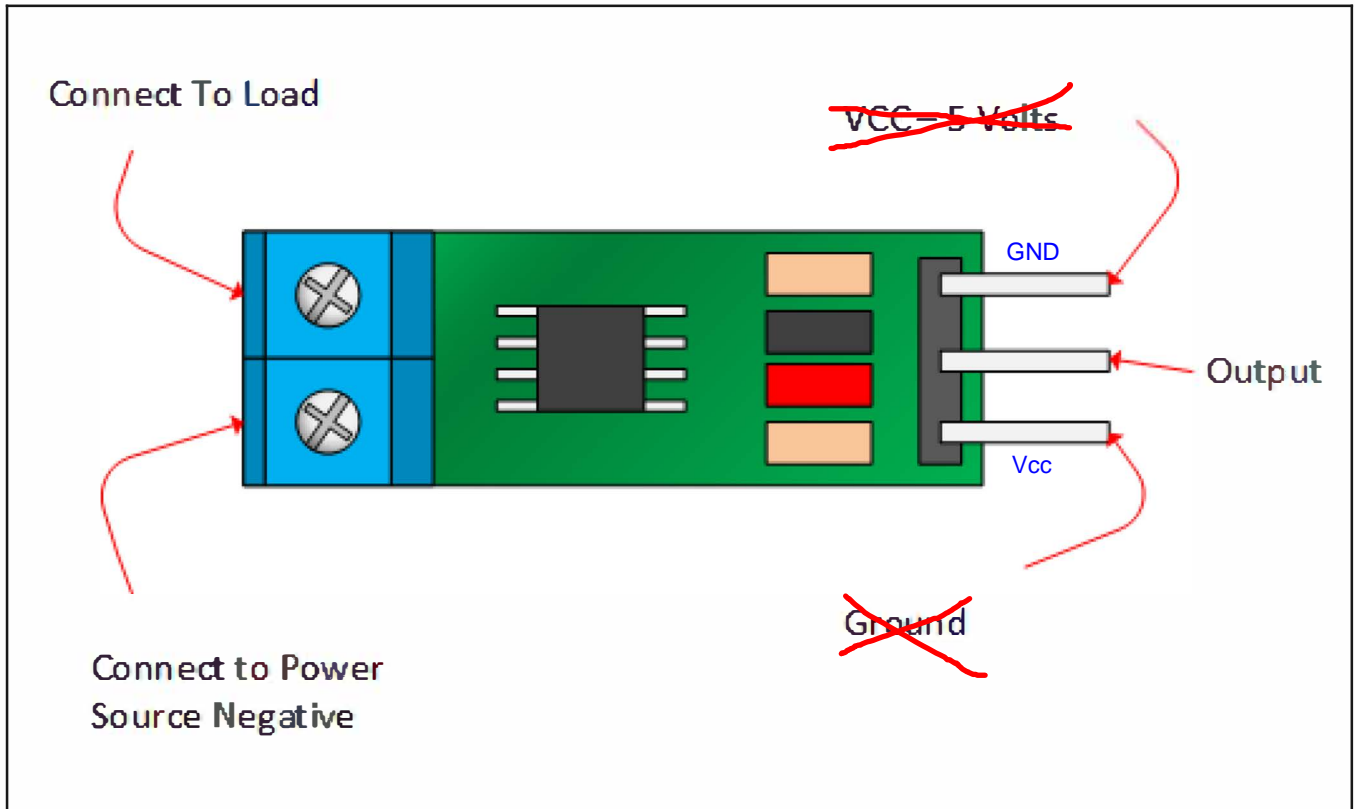 Connect To Load
VCC – 5 Volts
GND
Output
Vcc
Ground
Connect to Power
Source Negative